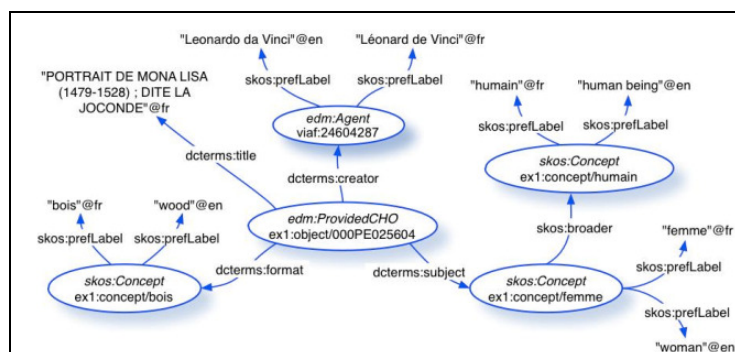 "Leonardo da Vinci"@en
"Léonard de Vinci"@fr
"PORTRAIT DE MONA LISA
(1479-1528) ; DITE LA
JOCONDE"@fr
skos:prefLabel
skos:prefLabel
"humain"@fr
"human being"@en
edm:Agent
viaf:24604287
skos:prefLabel
skos:prefLabel
dcterms:title
skos:Concept
ex1:concept/humain
dcterms:creator
"bois"@fr
"wood"@en
edm:ProvidedCHO
ex1:object/000PE025604
skos:broader
"femme"@fr
skos:prefLabel
skos:prefLabel
skos:prefLabel
dcterms:format
dcterms:subject
skos:Concept
ex1:concept/bois
skos:Concept
ex1:concept/femme
skos:prefLabel
"woman"@en